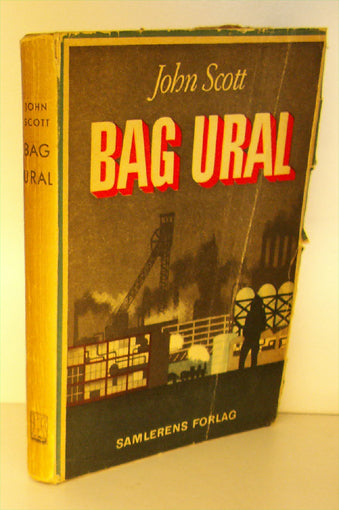 John Scott
BAG URAL
SAMLERENS FORLAG
JOHN
SCOTT
BAG
URAL